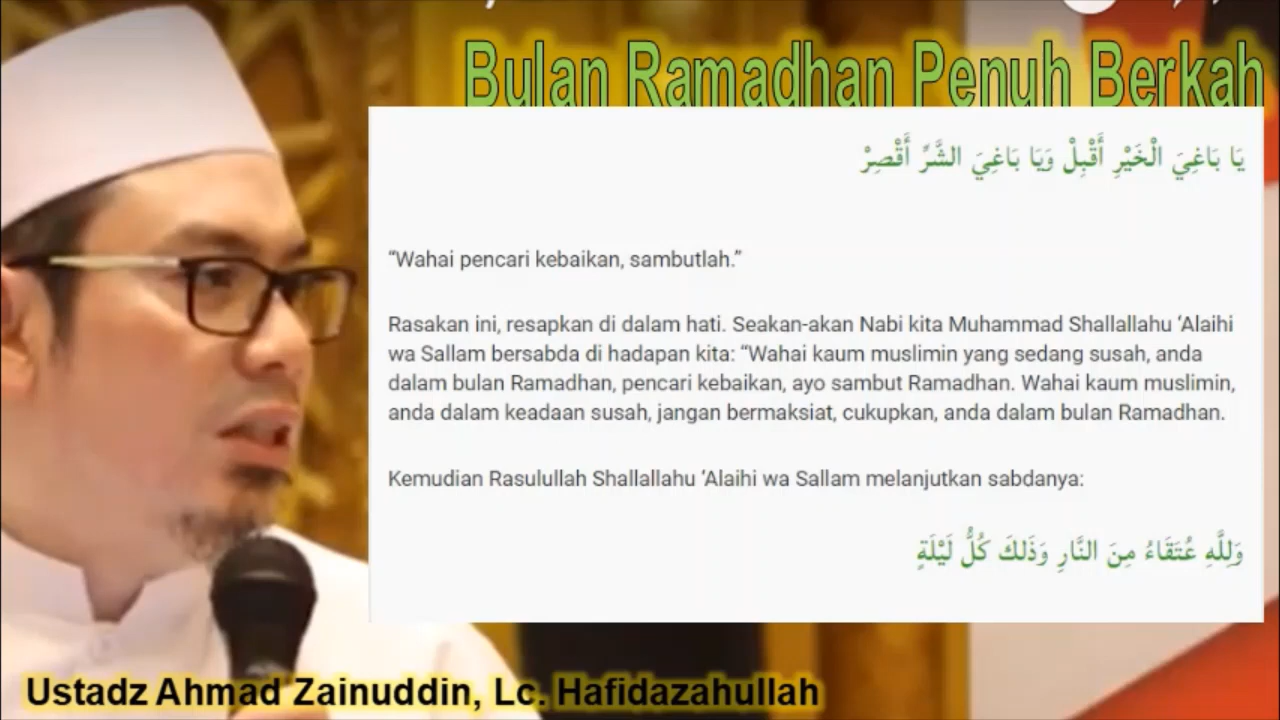 Bulan Ramadhan Penuh Berkah
يَا بَاغِيَ الْخَيْرِ أَقْبِلْ وَيَا بَاغِيَ الشَّرِّ أَقْصِرْ
“Wahai pencari kebaikan, sambutlah.”
Rasakan ini, resapkan di dalam hati. Seakan-akan Nabi kita Muhammad Shallallahu ‘Alaihi
wa Sallam bersabda di hadapan kita: “Wahai kaum muslimin yang sedang susah, anda
dalam bulan Ramadhan, pencari kebaikan, ayo sambut Ramadhan. Wahai kaum muslimin,
anda dalam keadaan susah, jangan bermaksiat, cukupkan, anda dalam bulan Ramadhan.
Kemudian Rasulullah Shallallahu ‘Alaihi wa Sallam melanjutkan sabdanya:
وَلِلَّهِ عُتَقَاءُ مِنَ النَّارِ وَذَلكَ كُلُّ لَيْلَةٍ
Ustadz Ahmad Zainuddin, Lc. Hafidazahullah